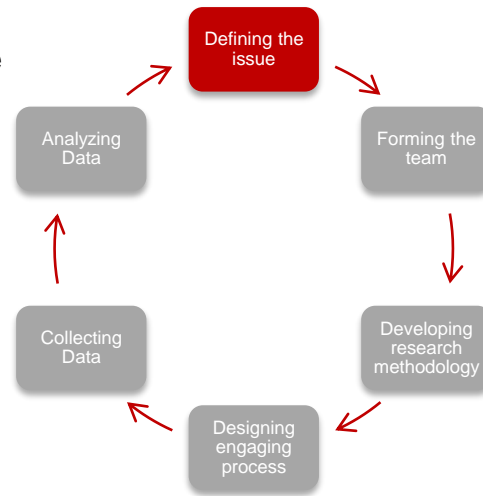 Defining the
issue
e
Analyzing
Data
Forming the
team
Collecting
Data
Developing
research
methodology
Designing
engaging
process